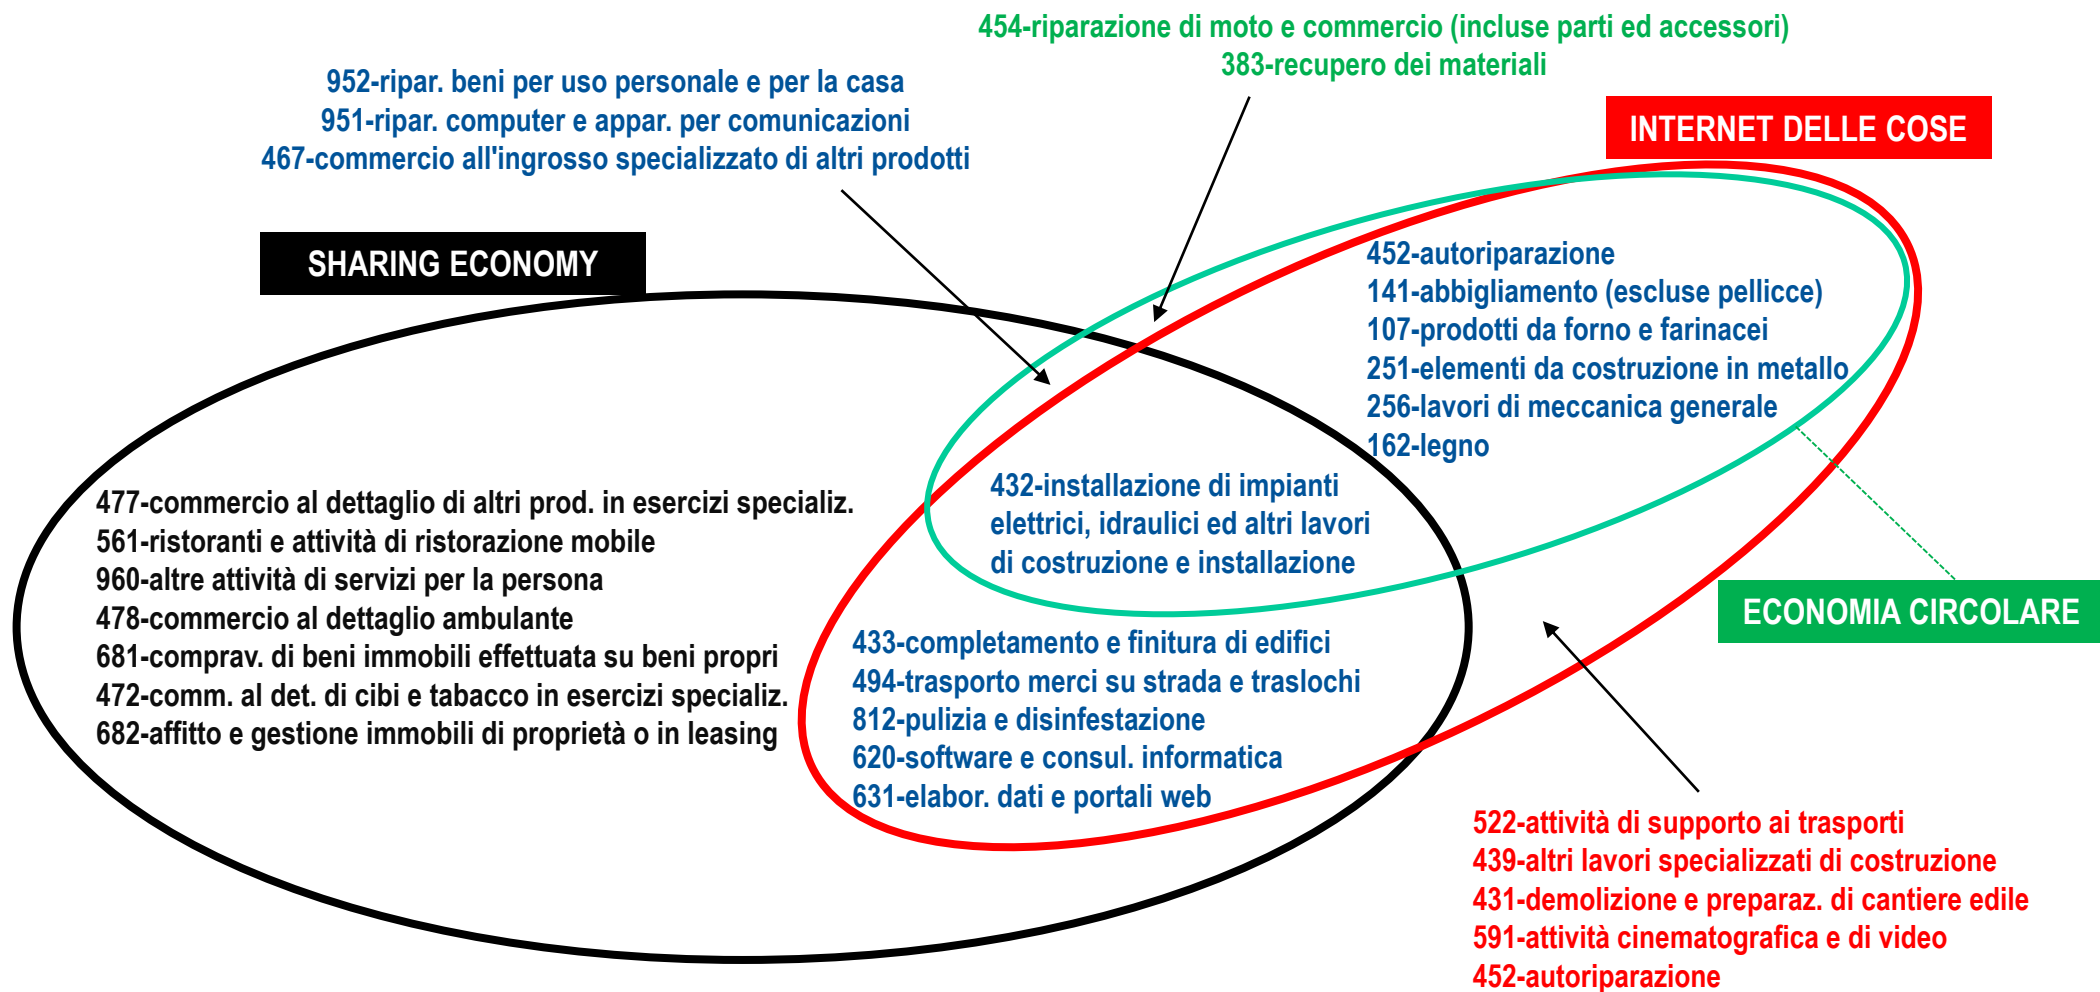 454-riparazione di moto e commercio (incluse parti ed accessori)
383-recupero dei materiali
952-ripar. beni per uso personale e per la casa
951-ripar. computer e appar. per comunicazioni
467-commercio all'ingrosso specializzato di altri prodotti
INTERNET DELLE COSE
SHARING ECONOMY
452-autoriparazione
141-abbigliamento (escluse pellicce)
107-prodotti da forno e farinacei
251-elementi da costruzione in metallo
256-lavori di meccanica generale
162-legno
432-installazione di impianti
elettrici, idraulici ed altri lavori
di costruzione e installazione
477-commercio al dettaglio di altri prod. in esercizi specializ.
561-ristoranti e attività di ristorazione mobile
960-altre attività di servizi per la persona
478-commercio al dettaglio ambulante
681-comprav. di beni immobili effettuata su beni propri
472-comm. al det. di cibi e tabacco in esercizi specializ.
682-affitto e gestione immobili di proprietà o in leasing
ECONOMIA CIRCOLARE
433-completamento e finitura di edifici
494-trasporto merci su strada e traslochi
812-pulizia e disinfestazione
620-software e consul. informatica
631-elabor. dati e portali web
522-attività di supporto ai trasporti
439-altri lavori specializzati di costruzione
431-demolizione e preparaz. di cantiere edile
591-attività cinematografica e di video
452-autoriparazione